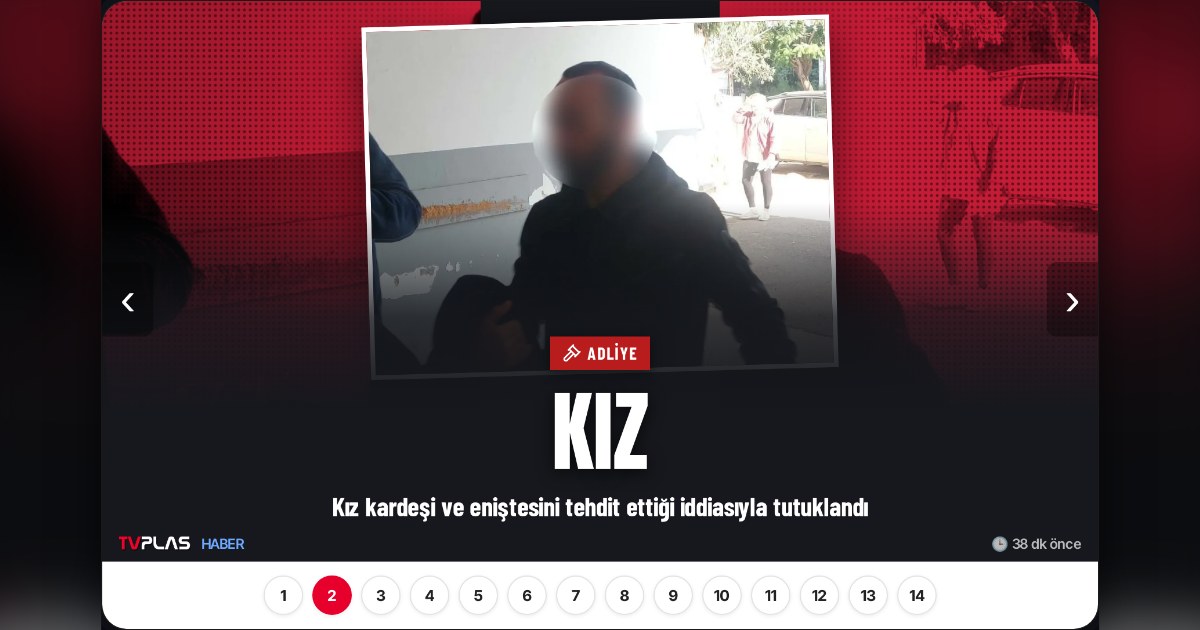 ADLİYE
KIZ
Kız kardeşi ve eniştesini tehdit ettiği iddiasıyla tutuklandı
TVPLAS HABER
38 dk önce
1 2 3 4 5 6 7 8 9 10 11 12 13 14